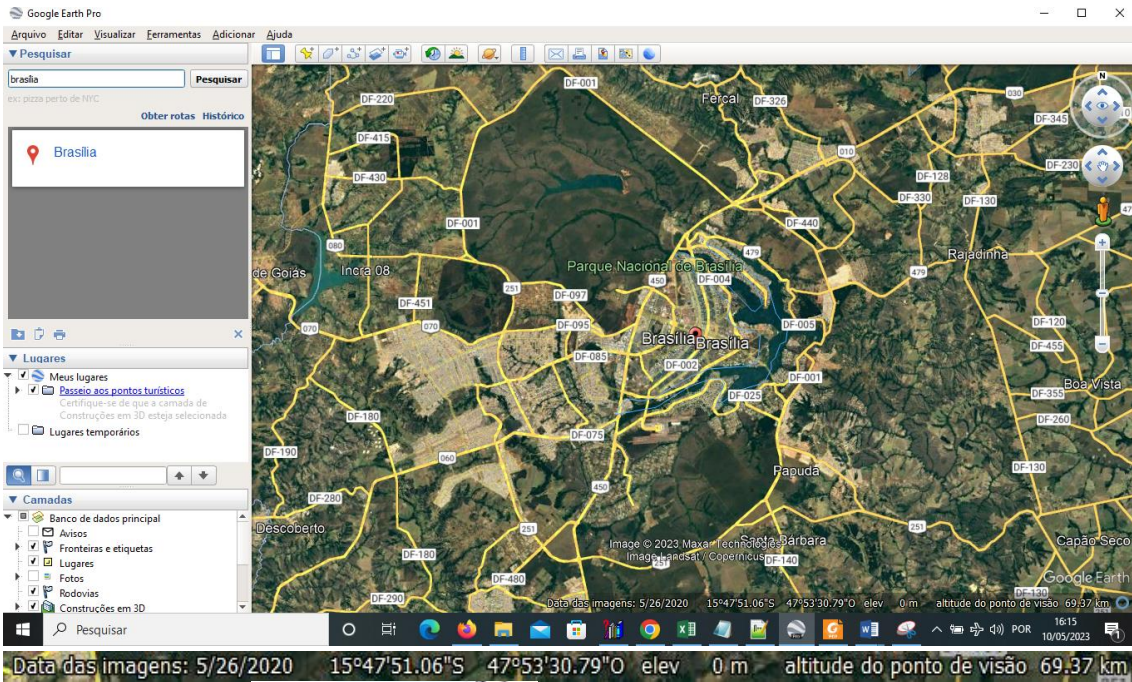 Google Earth Pro
Arquivo Editar Visualizar Ferramentas Adicionar Ajuda
Pesquisar
brasília
Pesquisar
ex: pizza perto de NYC
Obter rotas Histórico
Brasília
Lugares
Meus lugares
Passeio aos pontos turísticos
Certifique-se de que a camada de
Construções em 3D esteja selecionada
Lugares temporários
Camadas
Banco de dados principal
Avisos
Fronteiras e etiquetas
Lugares
Fotos
Rodovias
Construções em 3D
DF-001
DF-220
Fercal
DF-326
030
DF-345
DF-415
010
DF-430
DF-128
DF-230
DF-330
DF-130
DF-001
DF-440
47
080
479
Rajadinha
de Goiás
Incra 08
Parque Nacional de Brasília
450
DF-004
479
251
DF-097
DF-451
070
070
DF-095
DF-005
DF-120
Brasília
Brasília
DF-455
DF-085
DF-002
DF-001
Boa Vista
DF-025
DF-355
DF-180
DF-260
DF-075
DF-190
060
Papuda
DF-130
450
DF-280
Descoberto
251
251
Santa Bárbara
Capão Seco
Image © 2023 Maxar Technologies
Image Landsat / Copernicus
DF-180
251
DF-140
DF-480
Google Earth
DF-290
DF-130
N
Data das imagens: 5/26/2020 15°47'51.06"S 47°53'30.79"O elev 0 m altitude do ponto de visão 69.37 km
Pesquisar
POR
16:15
10/05/2023
Data das imagens: 5/26/2020 15°47'51.06"S 47°53'30.79"O elev 0 m altitude do ponto de visão 69.37 km